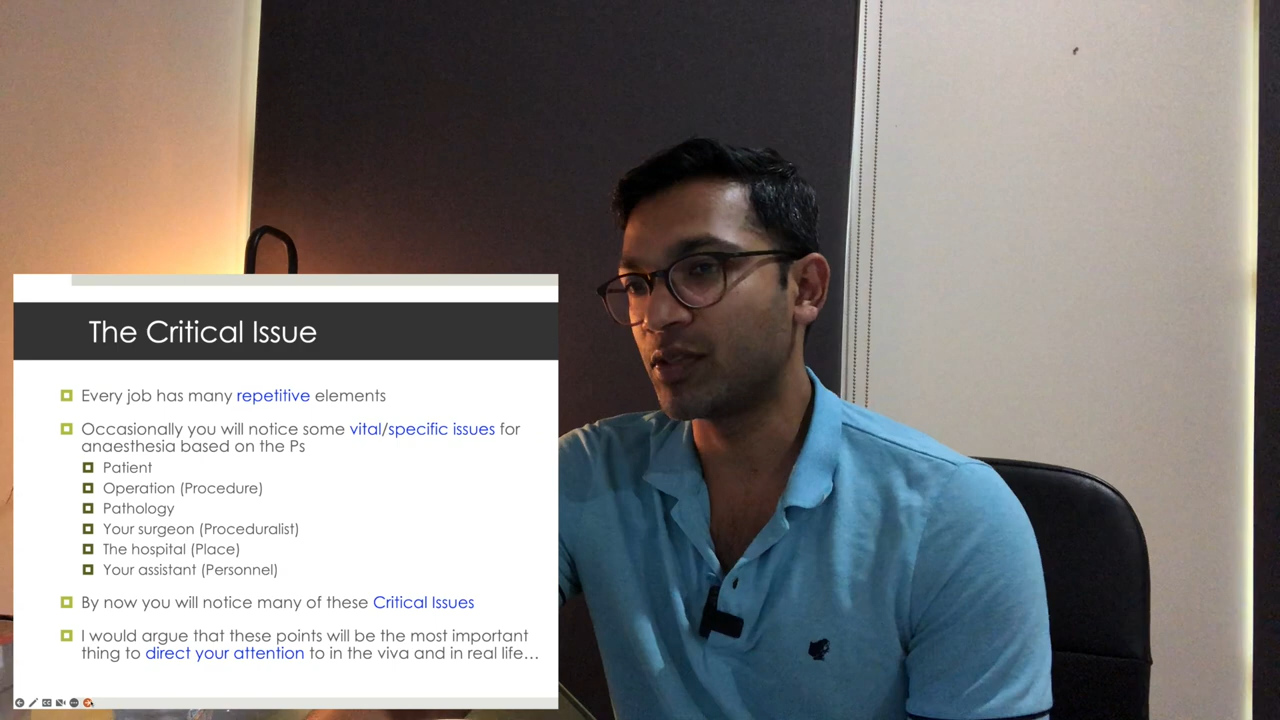 The Critical Issue
Every job has many repetitive elements
Occasionally you will notice some vital/specific issues for
anaesthesia based on the Ps
Patient
Operation (Procedure)
Pathology
Your surgeon (Proceduralist)
The hospital (Place)
Your assistant (Personnel)
By now you will notice many of these Critical Issues
I would argue that these points will be the most important
thing to direct your attention to in the viva and in real life…